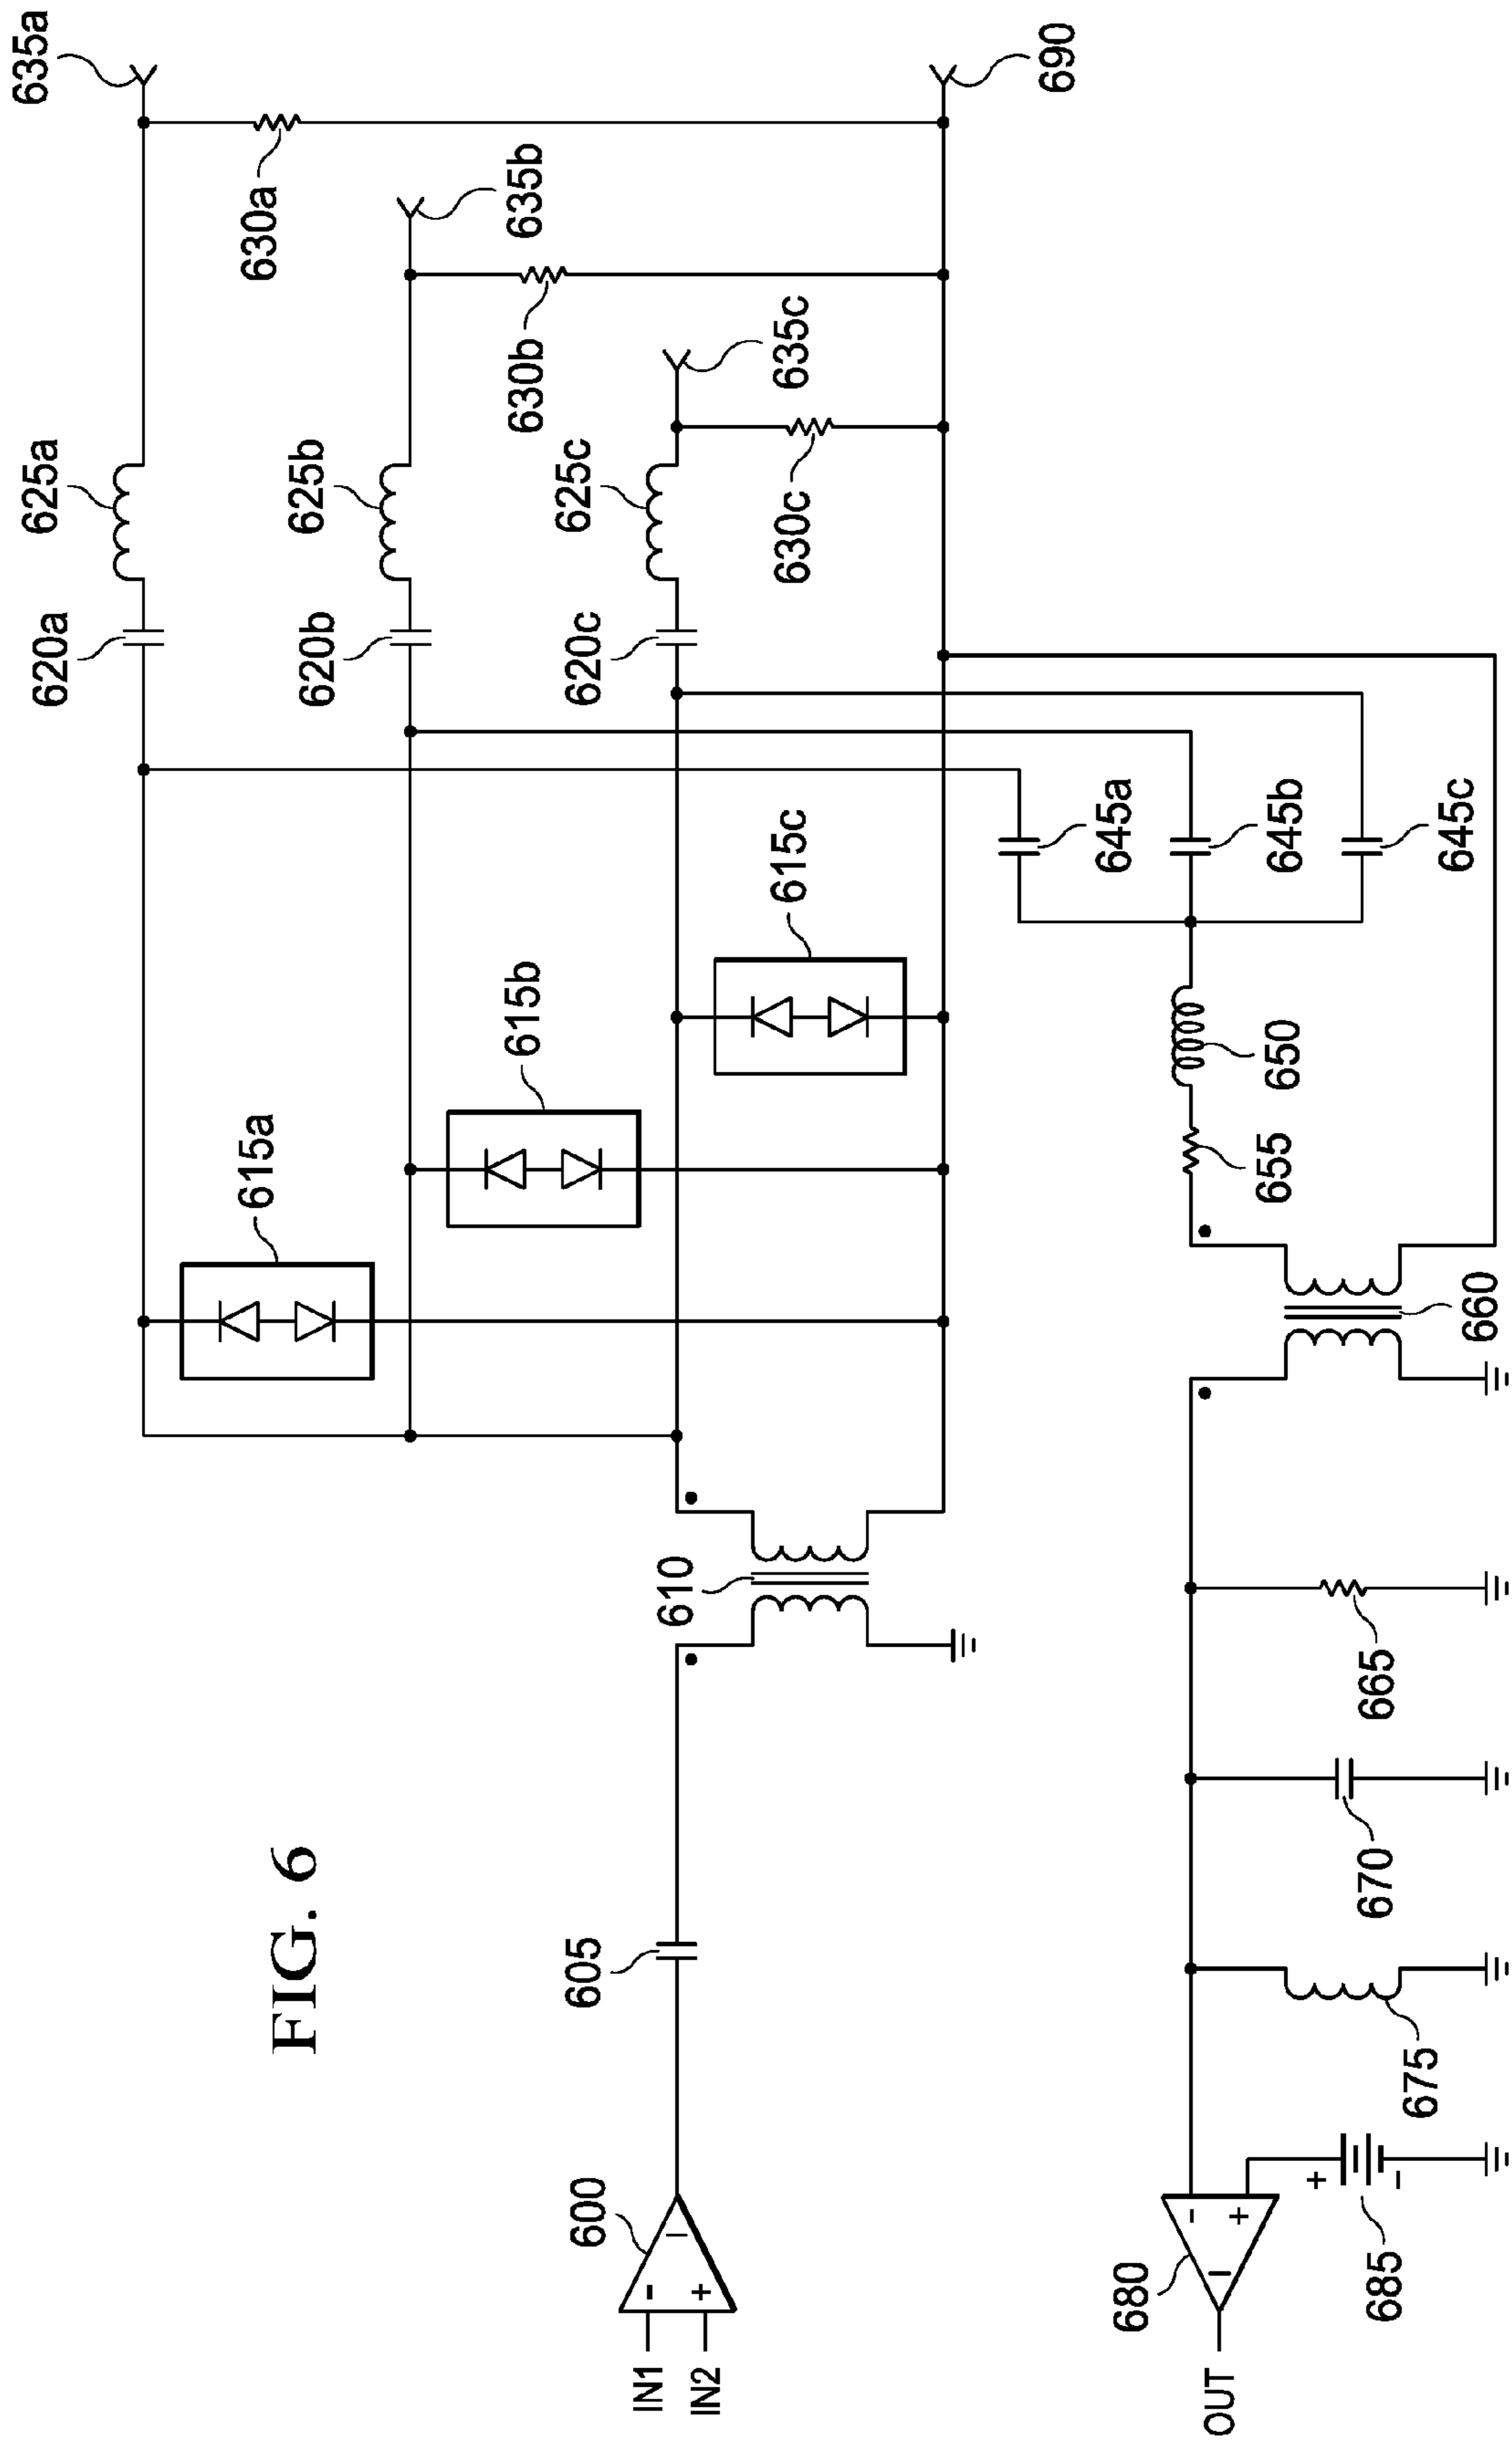 FIG. 6
635a
630a
690
635b
630b
635c
630c
625a
625b
625c
620a
620b
620c
615a
615b
615c
645a
645b
645c
650
655
660
610
605
600
-
+
IN1
IN2
665
670
675
680
-
+
+
-
685
OUT